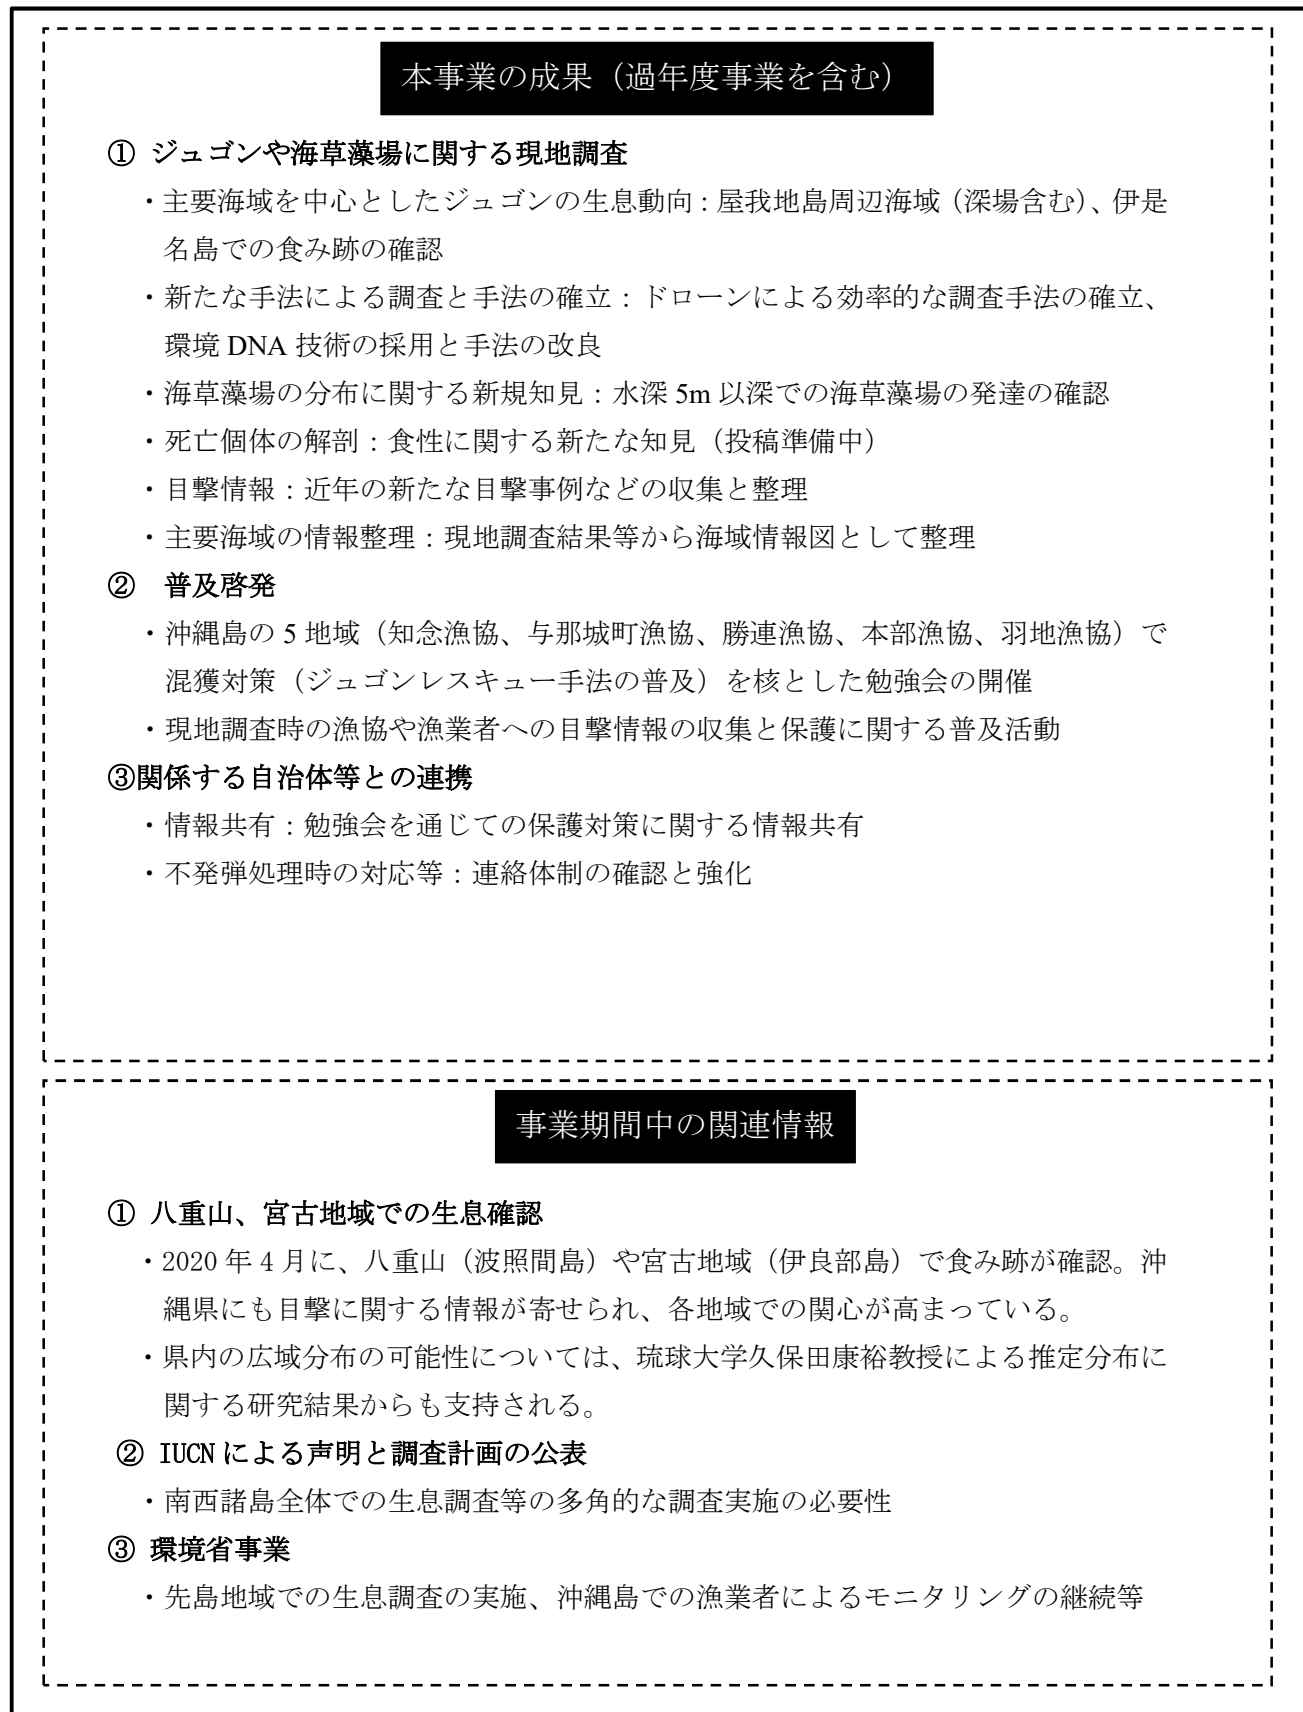 本事業の成果（過年度事業を含む）
① ジュゴンや海草藻場に関する現地調査
・主要海域を中心としたジュゴンの生息動向：屋我地島周辺海域（深場含む）、伊是
名島での食み跡の確認
・新たな手法による調査と手法の確立：ドローンによる効率的な調査手法の確立、
環境 DNA 技術の採用と手法の改良
・海草藻場の分布に関する新規知見：水深 5m 以深での海草藻場の発達の確認
・死亡個体の解剖：食性に関する新たな知見（投稿準備中）
・目撃情報：近年の新たな目撃事例などの収集と整理
・主要海域の情報整理：現地調査結果等から海域情報図として整理
② 普及啓発
・沖縄島の 5 地域（知念漁協、与那城町漁協、勝連漁協、本部漁協、羽地漁協）で
混獲対策（ジュゴンレスキュー手法の普及）を核とした勉強会の開催
・現地調査時の漁協や漁業者への目撃情報の収集と保護に関する普及活動
③関係する自治体等との連携
・情報共有：勉強会を通じての保護対策に関する情報共有
・不発弾処理時の対応等：連絡体制の確認と強化
事業期間中の関連情報
① 八重山、宮古地域での生息確認
・2020 年 4 月に、八重山（波照間島）や宮古地域（伊良部島）で食み跡が確認。沖
縄県にも目撃に関する情報が寄せられ、各地域での関心が高まっている。
・県内の広域分布の可能性については、琉球大学久保田康裕教授による推定分布に
関する研究結果からも支持される。
② IUCN による声明と調査計画の公表
・南西諸島全体での生息調査等の多角的な調査実施の必要性
③ 環境省事業
・先島地域での生息調査の実施、沖縄島での漁業者によるモニタリングの継続等